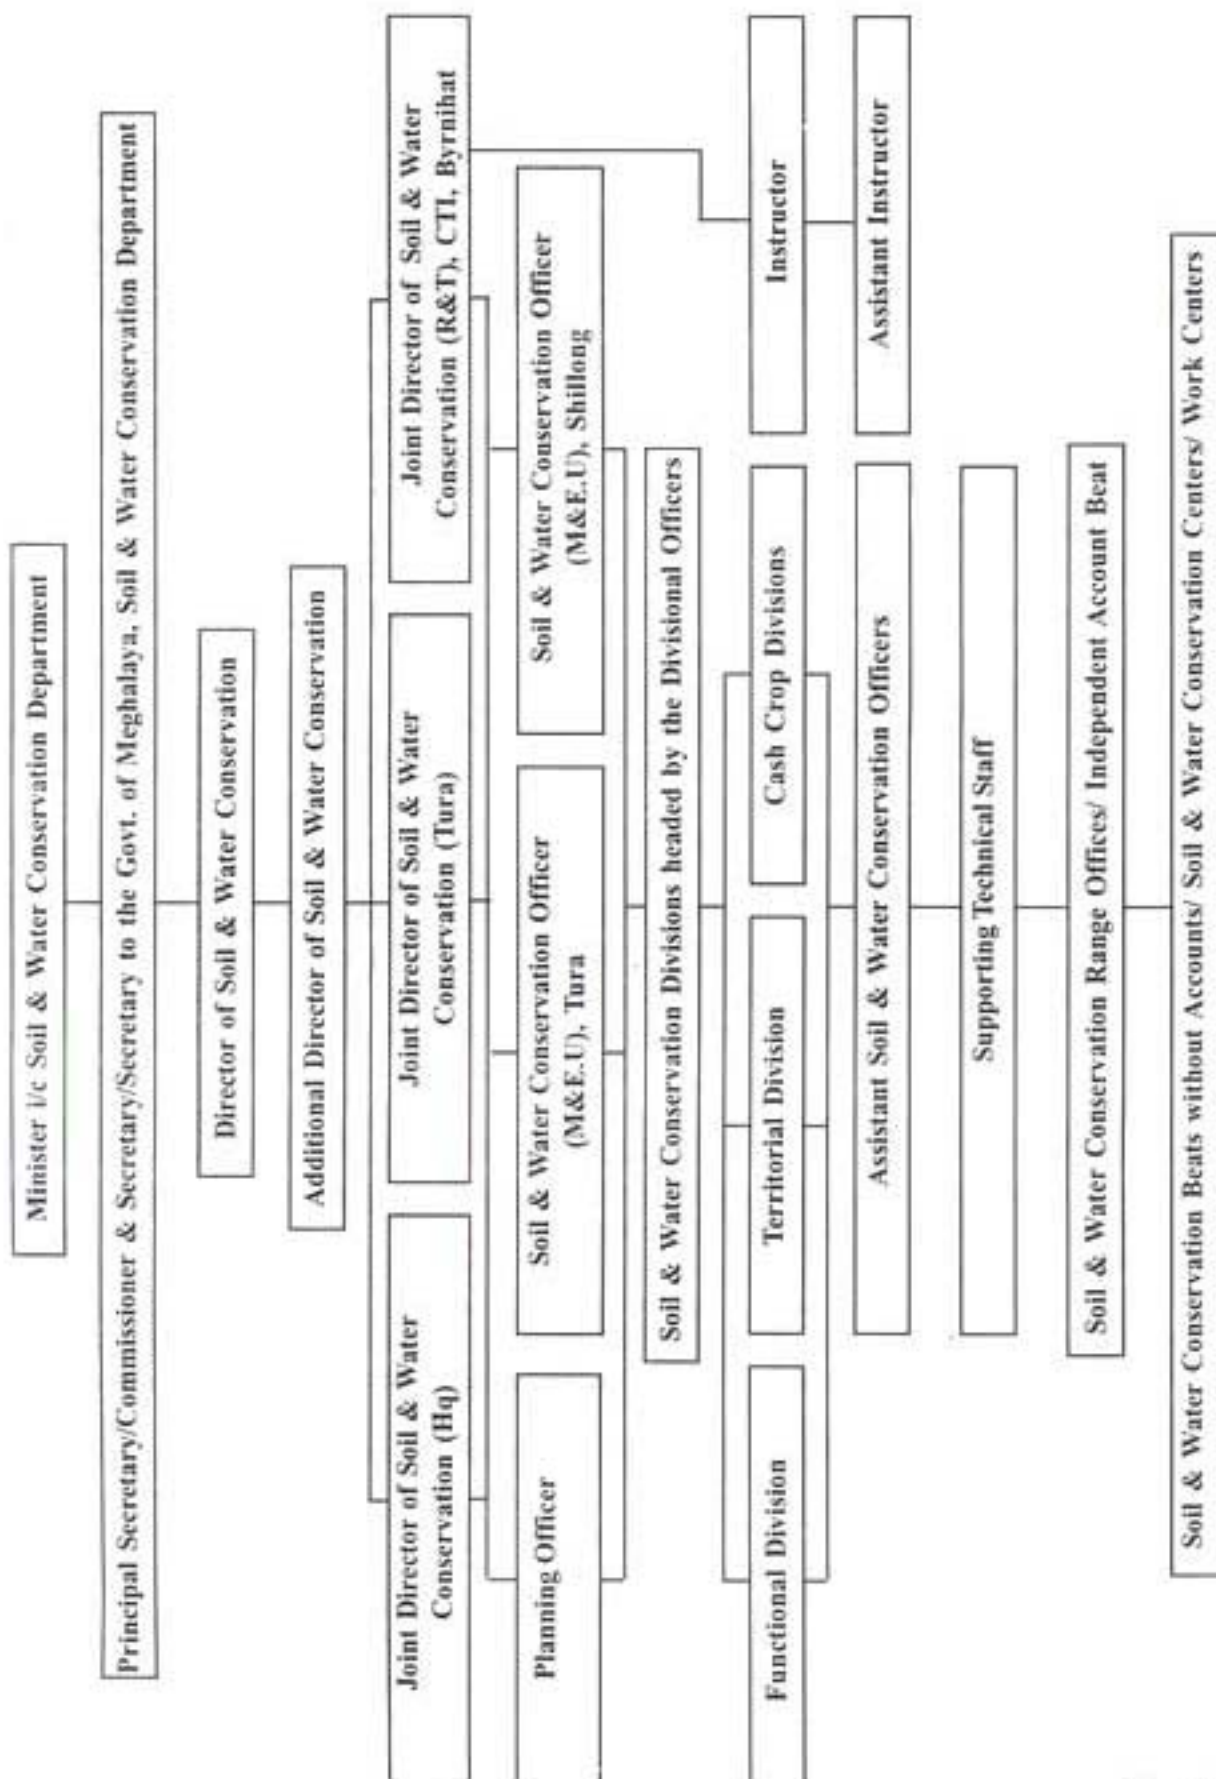 Minister i/c Soil & Water Conservation Department
Principal Secretary/Commissioner & Secretary/Secretary to the Govt. of Meghalaya, Soil & Water Conservation Department
Director of Soil & Water Conservation
Additional Director of Soil & Water Conservation
Joint Director of Soil & Water
Conservation (Hq)
Joint Director of Soil & Water
Conservation (Tura)
Joint Director of Soil & Water
Conservation (R&T), CTI, Byrnihat
Planning Officer
Soil & Water Conservation Officer
(M&E.U), Tura
Soil & Water Conservation Officer
(M&E.U), Shillong
Soil & Water Conservation Divisions headed by the Divisional Officers
Functional Division
Territorial Division
Cash Crop Divisions
Instructor
Assistant Soil & Water Conservation Officers
Assistant Instructor
Supporting Technical Staff
Soil & Water Conservation Range Offices/ Independent Account Beat
Soil & Water Conservation Beats without Accounts/ Soil & Water Conservation Centers/ Work Centers